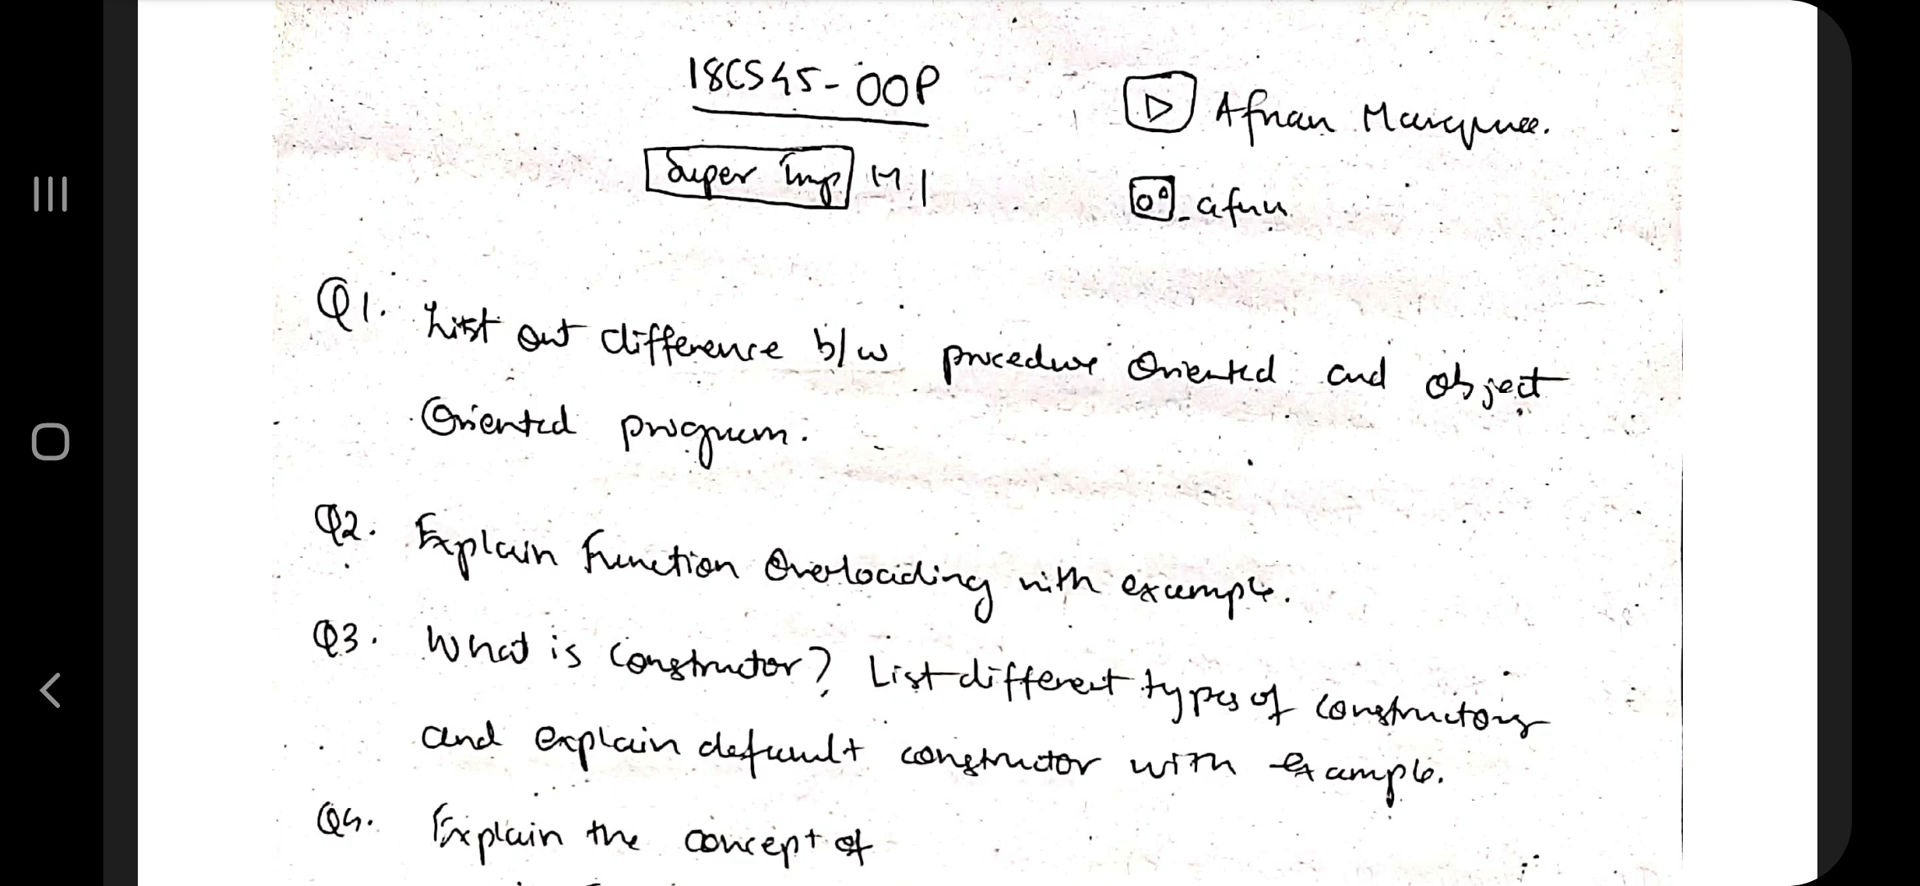 18CS45-OOP
Super Imp M1
Afnan Marquee.
_afnn
Q1. List out difference b/w procedure Oriented and object
Oriented program.
Q2. Explain function Overloading with example.
Q3. What is constructor? List different types of constructors
and explain default constructor with example.
Q4. Explain the concept of